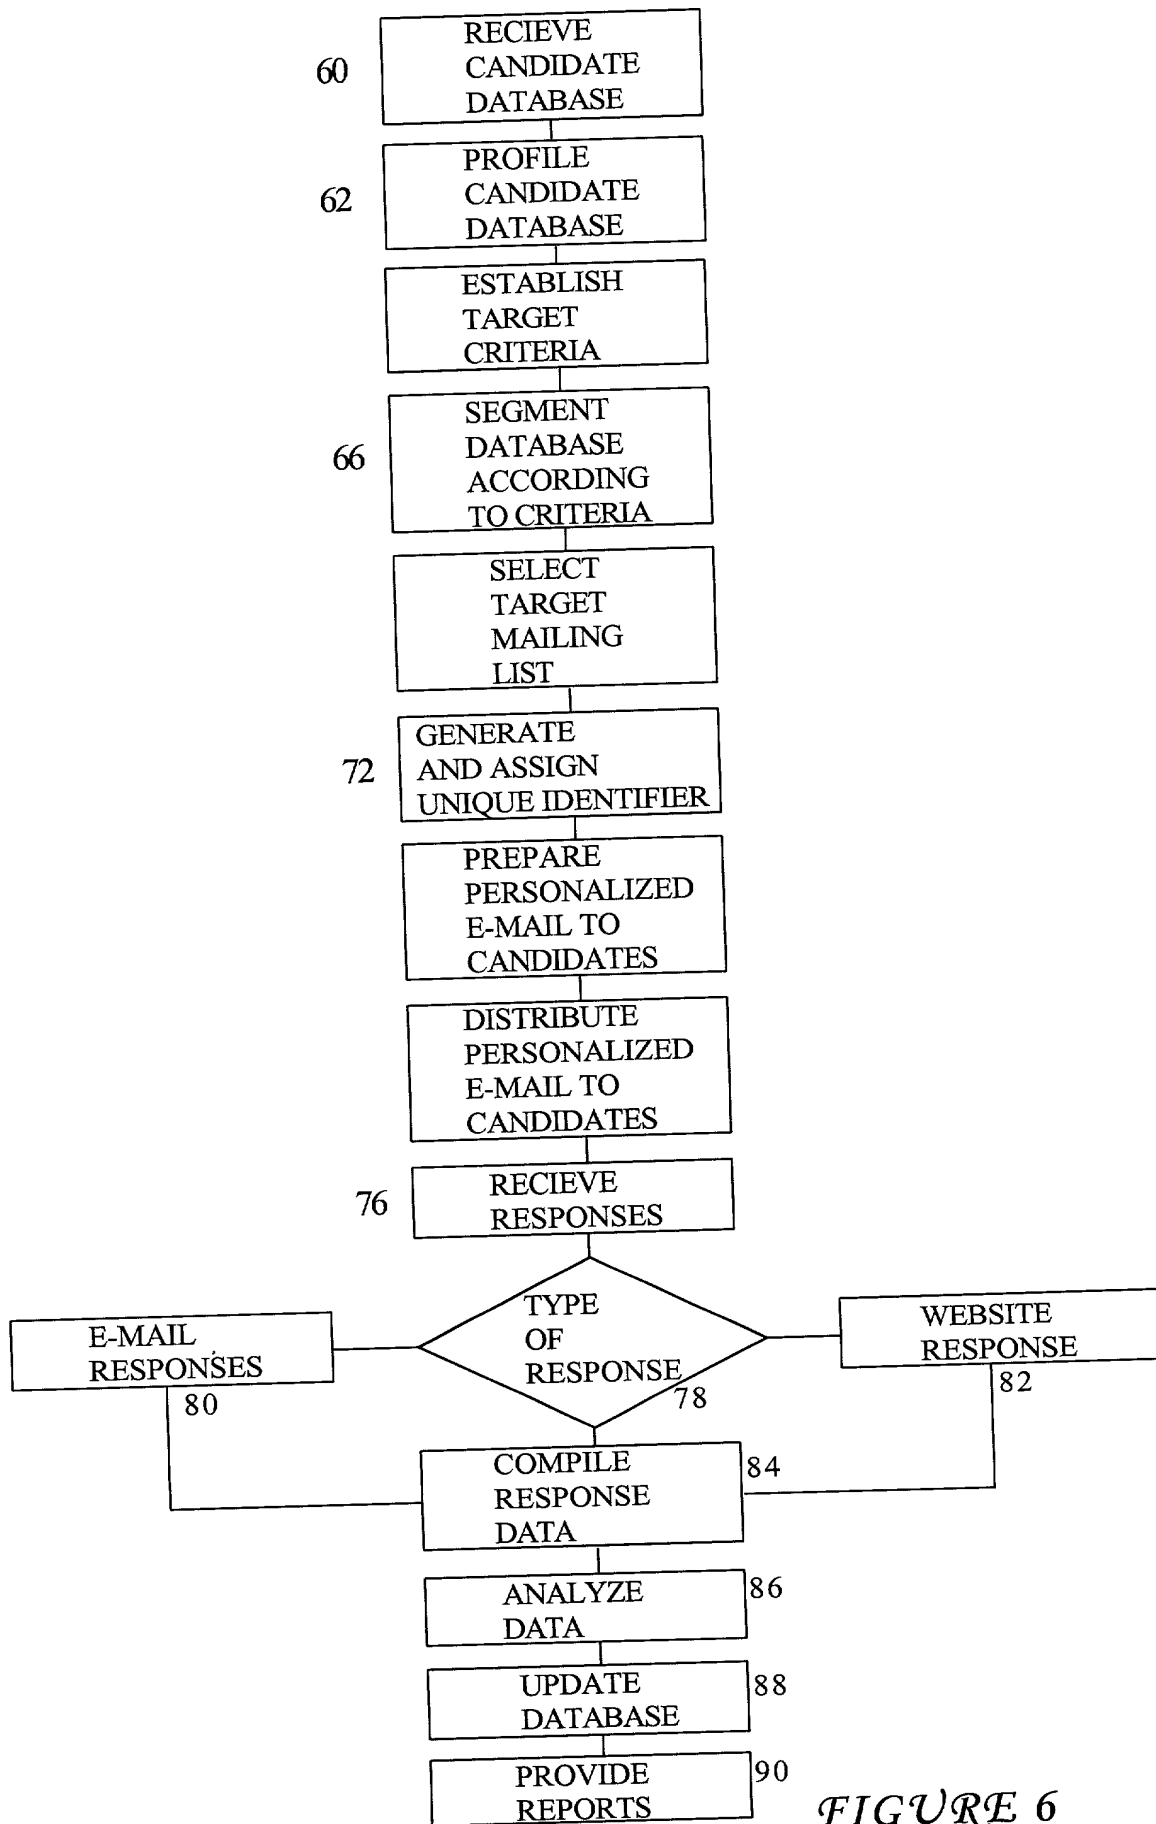 RECIEVE
CANDIDATE
DATABASE
60
PROFILE
CANDIDATE
DATABASE
62
ESTABLISH
TARGET
CRITERIA
SEGMENT
DATABASE
ACCORDING
TO CRITERIA
66
SELECT
TARGET
MAILING
LIST
GENERATE
AND ASSIGN
UNIQUE IDENTIFIER
72
PREPARE
PERSONALIZED
E-MAIL TO
CANDIDATES
DISTRIBUTE
PERSONALIZED
E-MAIL TO
CANDIDATES
RECIEVE
RESPONSES
76
TYPE
OF
RESPONSE
78
E-MAIL
RESPONSES
80
WEBSITE
RESPONSE
82
COMPILE
RESPONSE
DATA
84
ANALYZE
DATA
86
UPDATE
DATABASE
88
PROVIDE
REPORTS
90
FIGURE 6